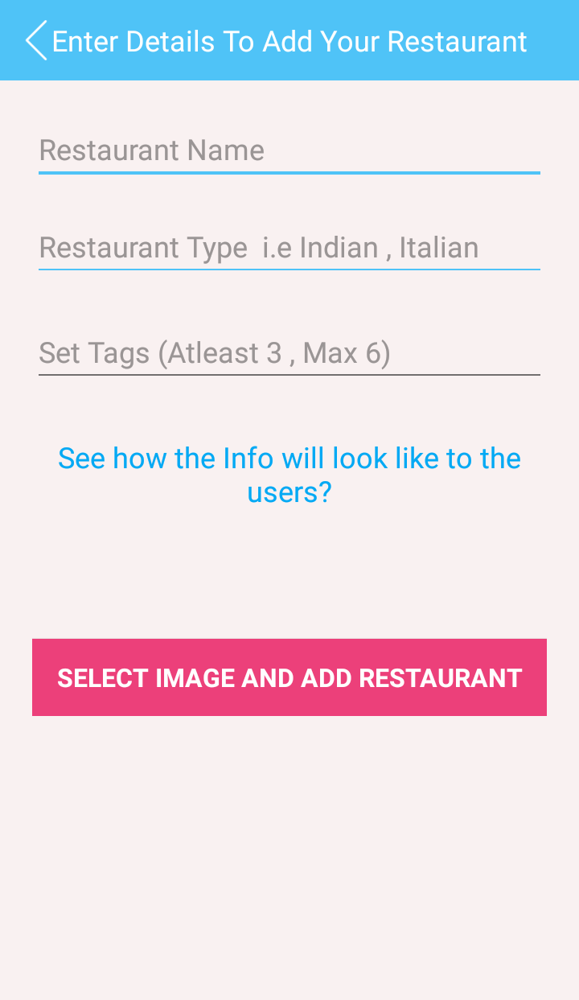 Enter Details To Add Your Restaurant
Restaurant Name
Restaurant Type  i.e Indian , Italian
Set Tags (Atleast 3 , Max 6)
See how the Info will look like to the
users?
SELECT IMAGE AND ADD RESTAURANT